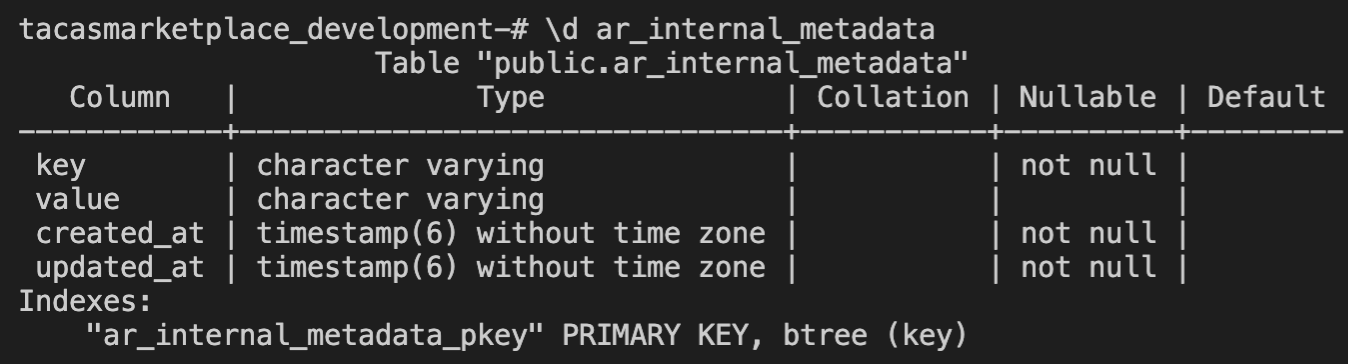 tacasmarketplace_development-# \d ar_internal_metadata
                     Table "public.ar_internal_metadata"
   Column   |              Type              | Collation | Nullable | Default
------------+--------------------------------+-----------+----------+---------
 key        | character varying              |           | not null |
 value      | character varying              |           |          |
 created_at | timestamp(6) without time zone |           | not null |
 updated_at | timestamp(6) without time zone |           | not null |
Indexes:
    "ar_internal_metadata_pkey" PRIMARY KEY, btree (key)